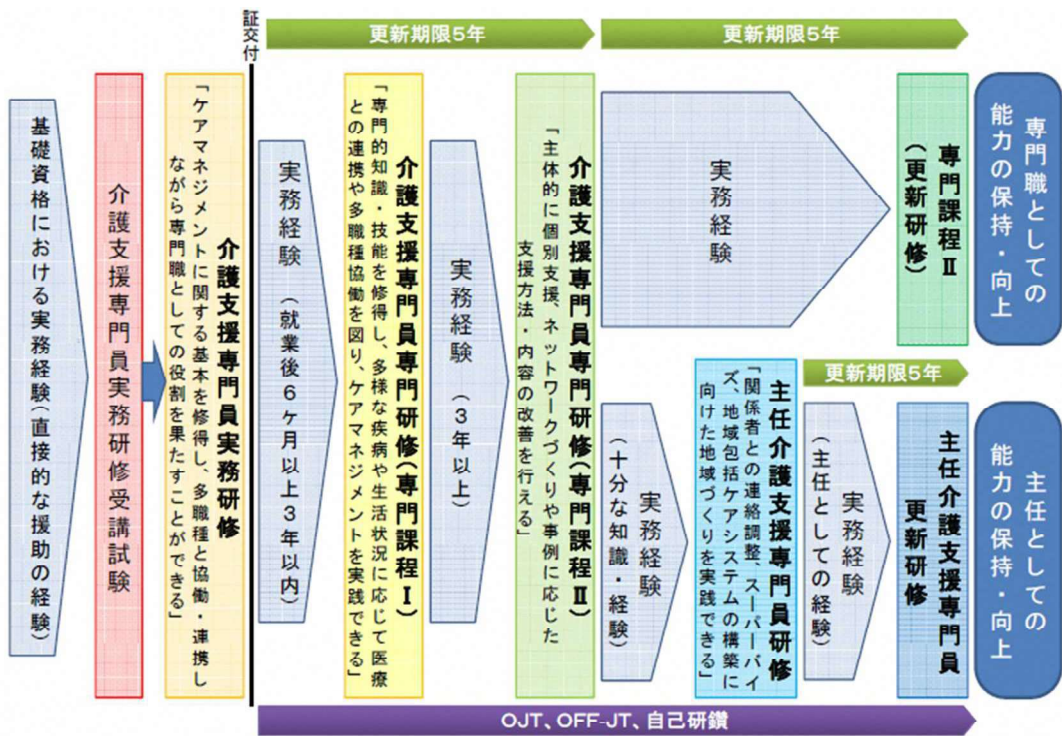 証交付
更新期限5年
更新期限5年
基礎資格における実務経験(直接的な援助の経験)
介護支援専門員実務研修受講試験
介護支援専門員実務研修
「ケアマネジメントに関する基本を修得し、多職種と協働・連携し
ながら専門職としての役割を果たすことができる」
実務経験 (就業後6ヶ月以上3年以内)
介護支援専門員専門研修(専門課程Ⅰ)
「専門的知識・技能を修得し、多様な疾病や生活状況に応じて医療
との連携や多職種協働を図り、ケアマネジメントを実践できる」
実務経験 (3年以上)
介護支援専門員専門研修(専門課程Ⅱ)
「主体的に個別支援、ネットワークづくりや事例に応じた
支援方法・内容の改善を行える」
実務経験
専門課程Ⅱ
(更新研修)
専門職としての
能力の保持・向上
実務経験
(十分な知識・経験)
主任介護支援専門員研修
「関係者との連絡調整、スーパーバイ
ズ、地域包括ケアシステムの構築に
向けた地域づくりを実践できる」
更新期限5年
実務経験
(主任としての経験)
主任介護支援専門員
更新研修
主任としての
能力の保持・向上
OJT、OFF-JT、自己研鑽